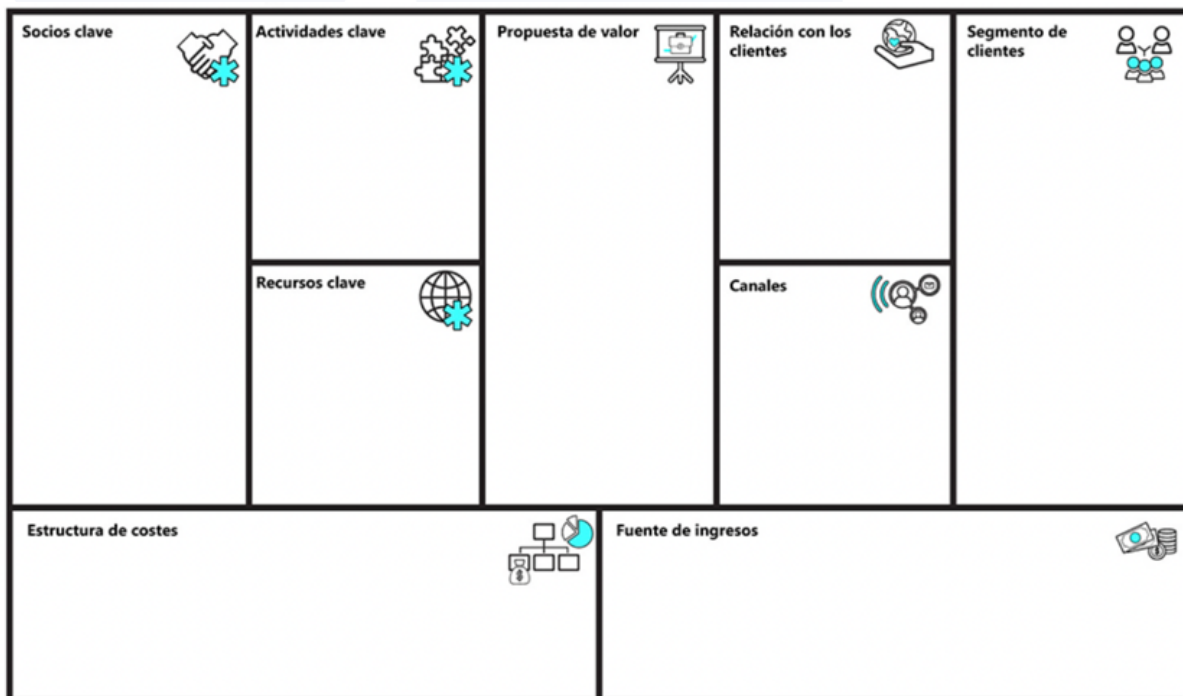 Socios clave
Actividades clave
Propuesta de valor
Relación con los
clientes
Segmento de
clientes
Recursos clave
Canales
Estructura de costes
Fuente de ingresos